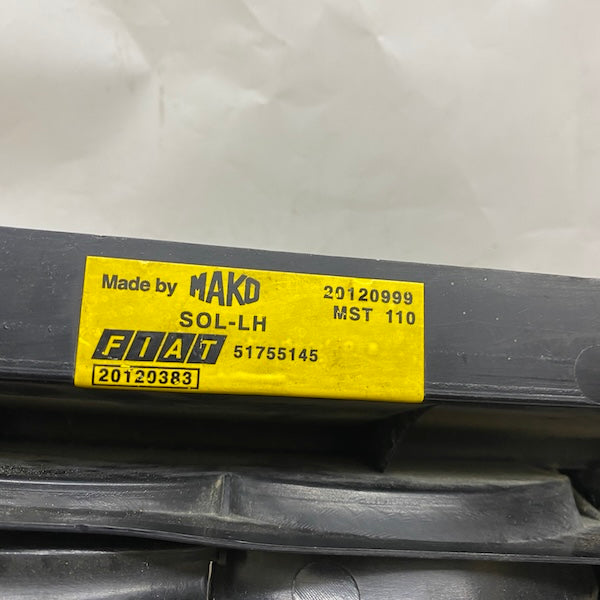 Made by MAKO 20120999
SOL-LH MST 110
FIAT 51755145
20120383